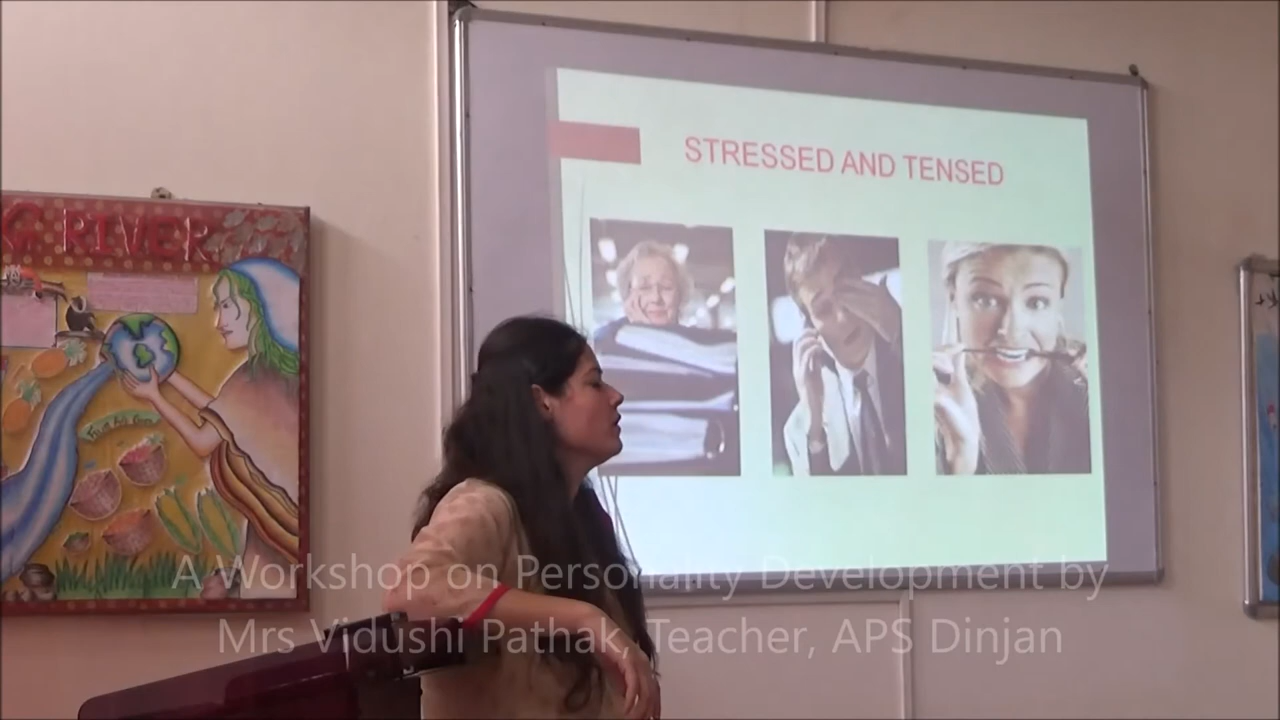 RIVER
STRESSED AND TENSED
A Workshop on Personality Development by
Mrs Vidushi Pathak, Teacher, APS Dinjan